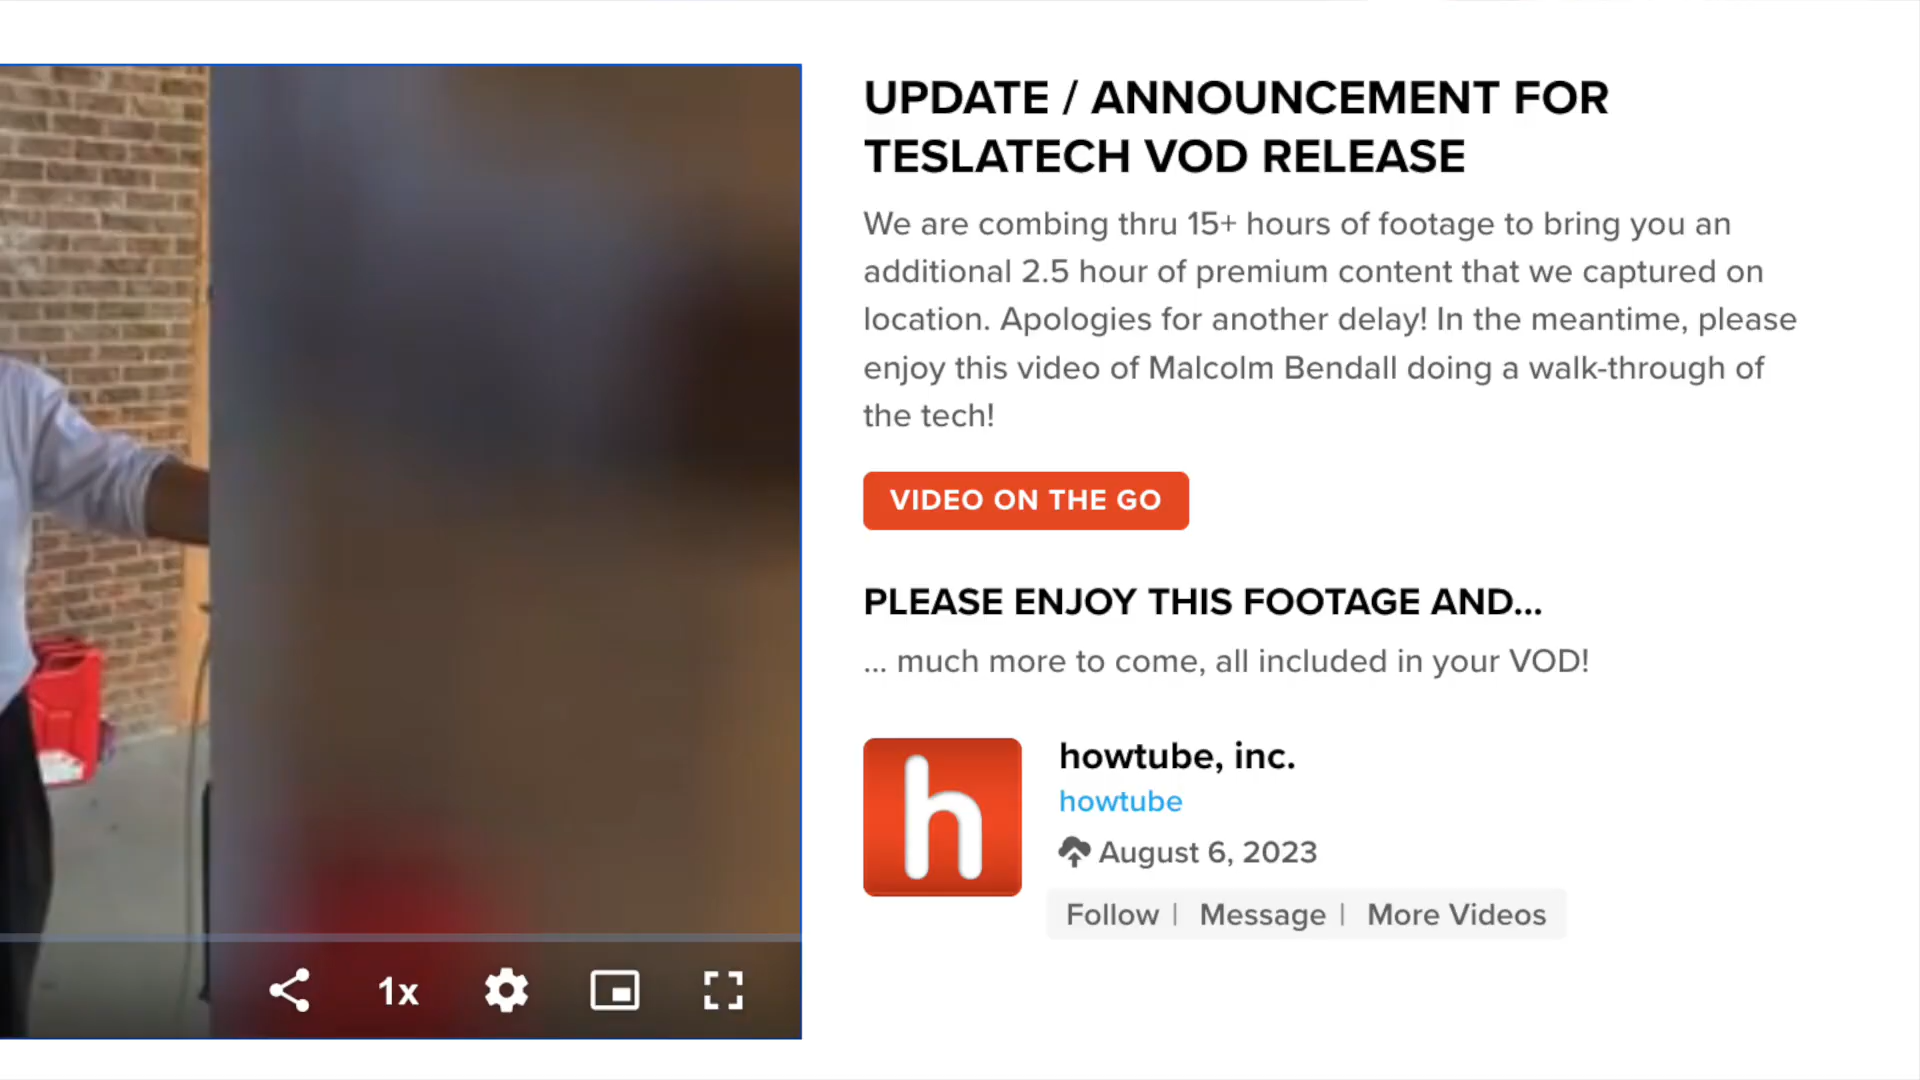 UPDATE / ANNOUNCEMENT FOR
TESLATECH VOD RELEASE
We are combing thru 15+ hours of footage to bring you an
additional 2.5 hour of premium content that we captured on
location. Apologies for another delay! In the meantime, please
enjoy this video of Malcolm Bendall doing a walk-through of
the tech!
VIDEO ON THE GO
PLEASE ENJOY THIS FOOTAGE AND...
... much more to come, all included in your VOD!
h
howtube, inc.
howtube
August 6, 2023
Follow | Message | More Videos
1x